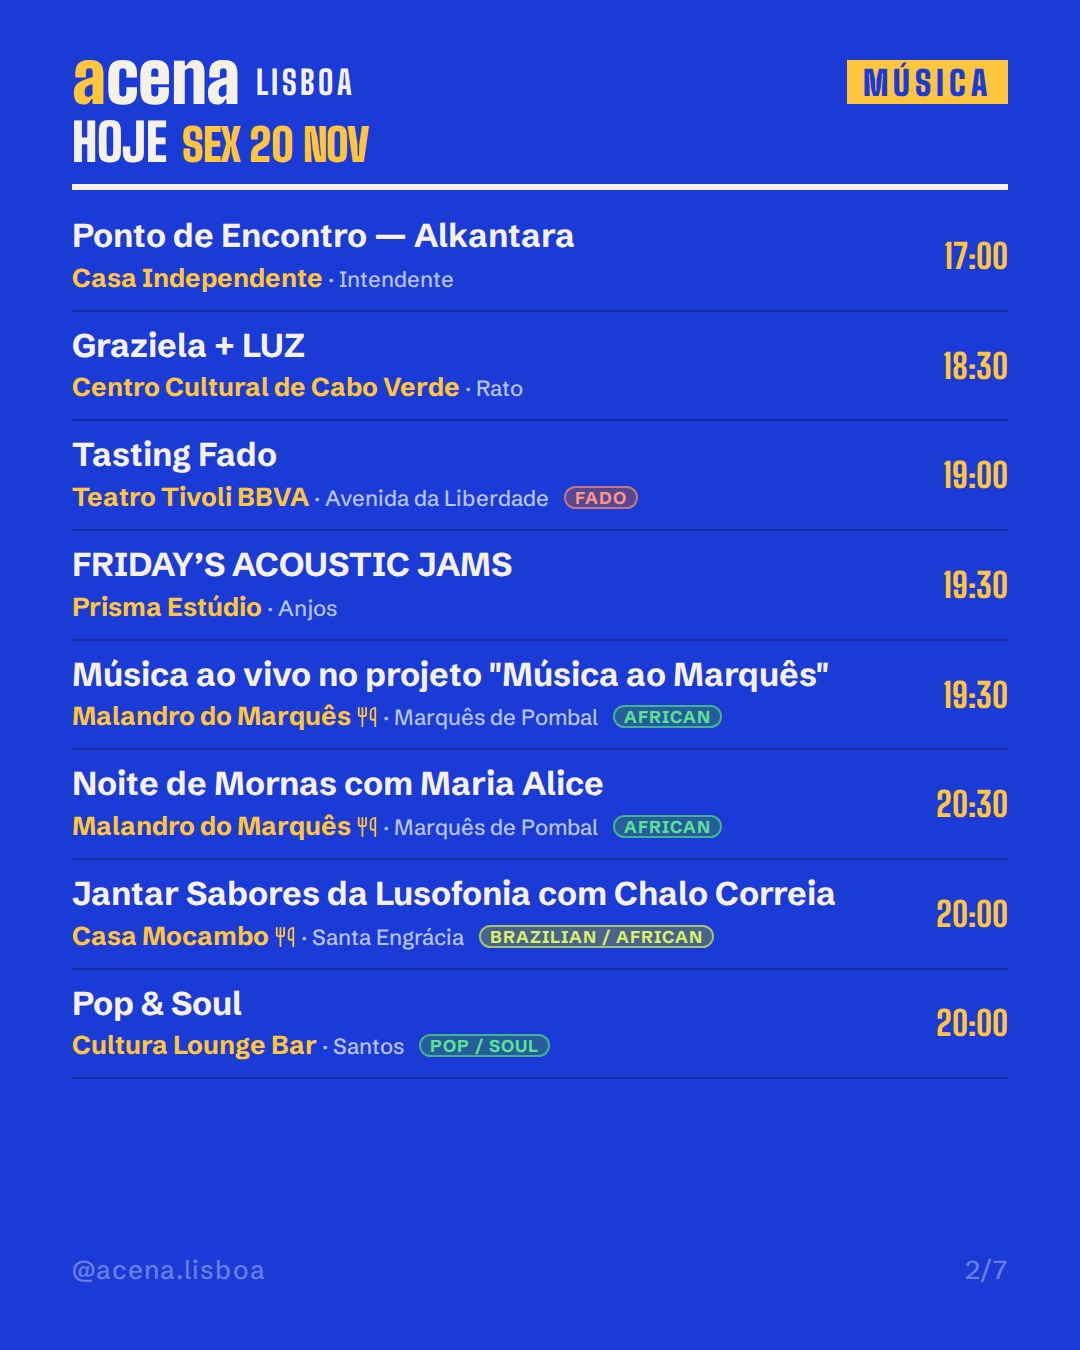 acena LISBOA
MÚSICA
HOJE SEX 20 NOV
Ponto de Encontro — Alkantara
Casa Independente · Intendente
17:00
Graziela + LUZ
Centro Cultural de Cabo Verde · Rato
18:30
Tasting Fado
Teatro Tivoli BBVA · Avenida da Liberdade FADO
19:00
FRIDAY’S ACOUSTIC JAMS
Prisma Estúdio · Anjos
19:30
Música ao vivo no projeto "Música ao Marquês"
Malandro do Marquês · Marquês de Pombal AFRICAN
19:30
Noite de Mornas com Maria Alice
Malandro do Marquês · Marquês de Pombal AFRICAN
20:30
Jantar Sabores da Lusofonia com Chalo Correia
Casa Mocambo · Santa Engrácia BRAZILIAN / AFRICAN
20:00
Pop & Soul
Cultura Lounge Bar · Santos POP / SOUL
20:00
@acena.lisboa
2/7